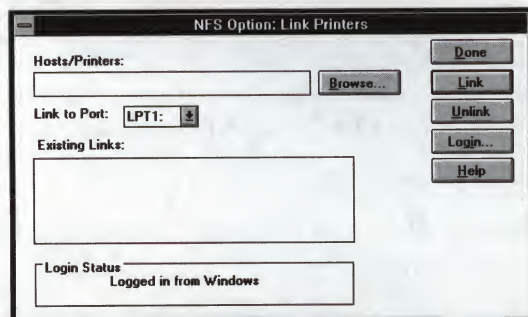 NFS Option: Link Printers
Hosts/Printers:
Browse...
Link to Port: LPT1:
Existing Links:
Login Status
Logged in from Windows
Done
Link
Unlink
Login...
Help